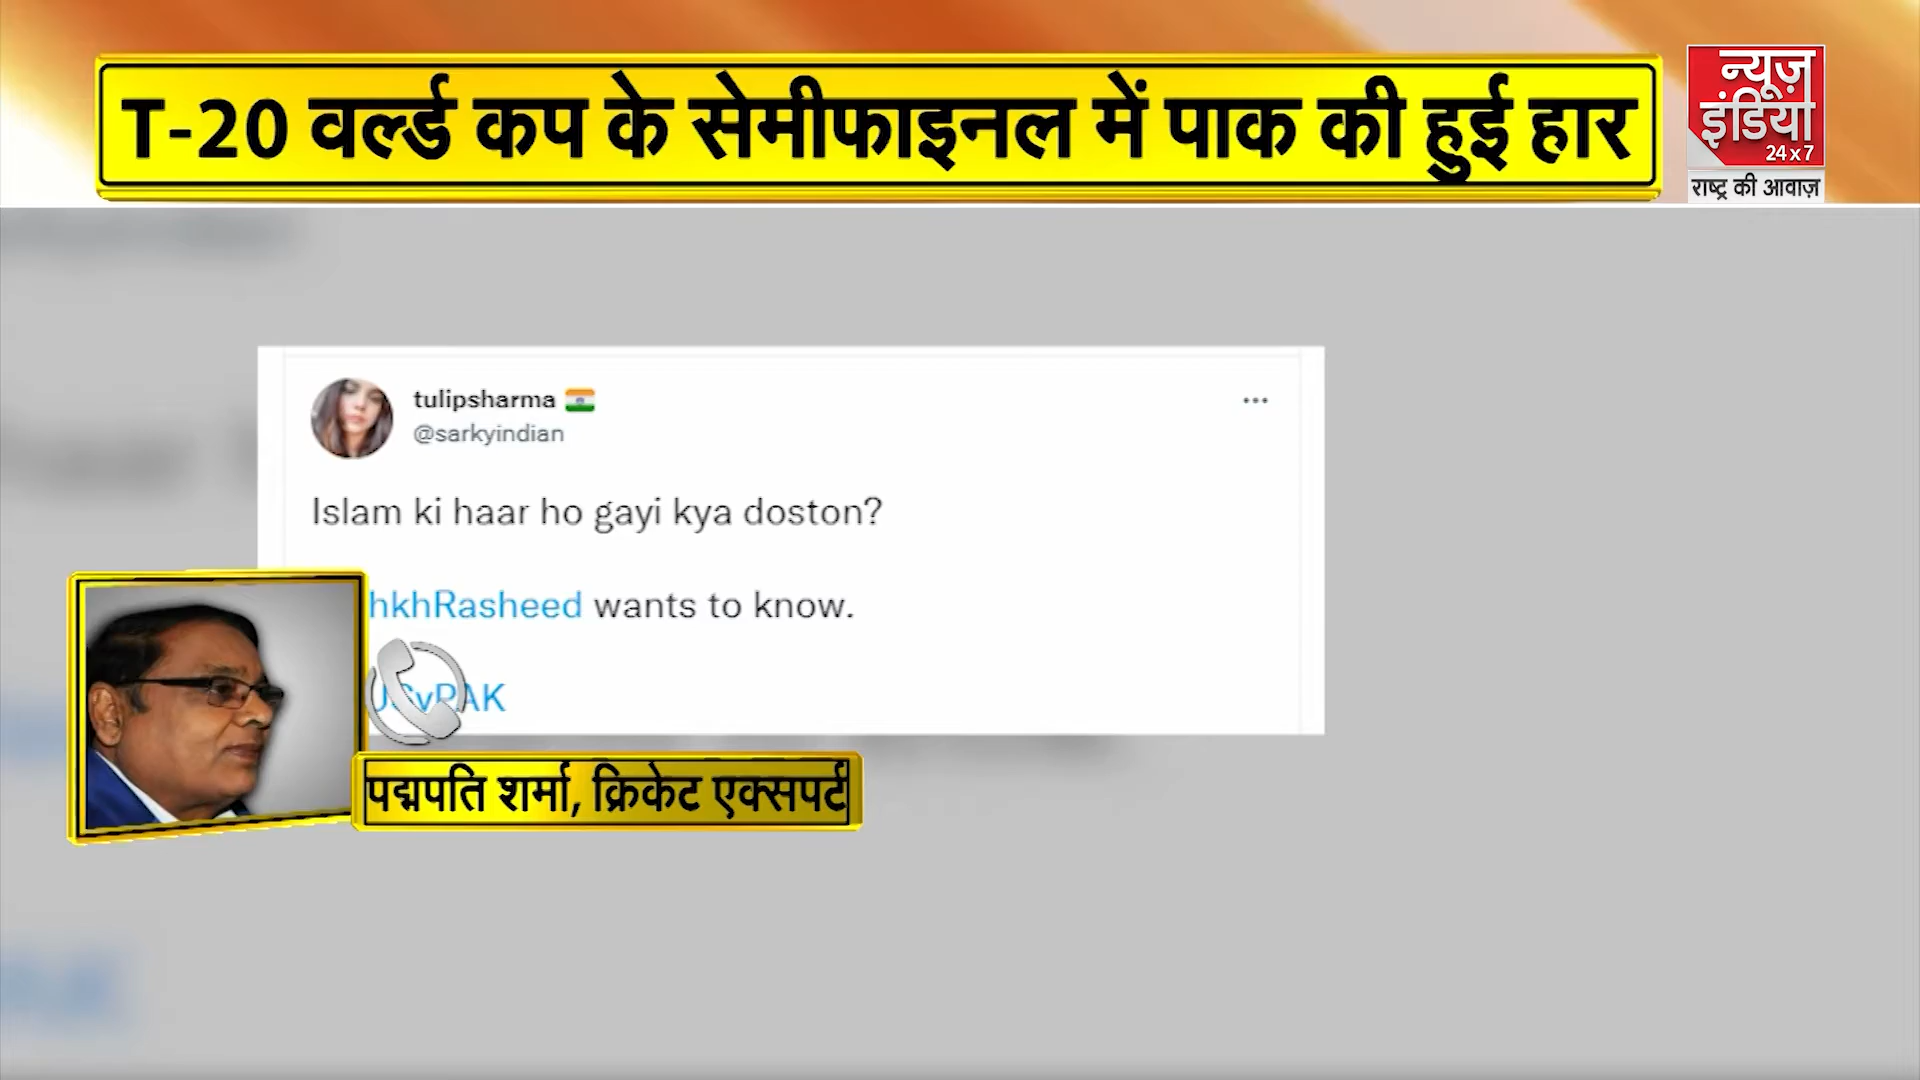 T-20 वर्ल्ड कप के सेमीफाइनल में पाक की हुई हार
न्यूज़
इंडिया
24x7
राष्ट्र की आवाज़
tulipsharma
@sarkyindian
Islam ki haar ho gayi kya doston?
hkhRasheed wants to know.
USvPAK
पद्मपति शर्मा, क्रिकेट एक्सपर्ट